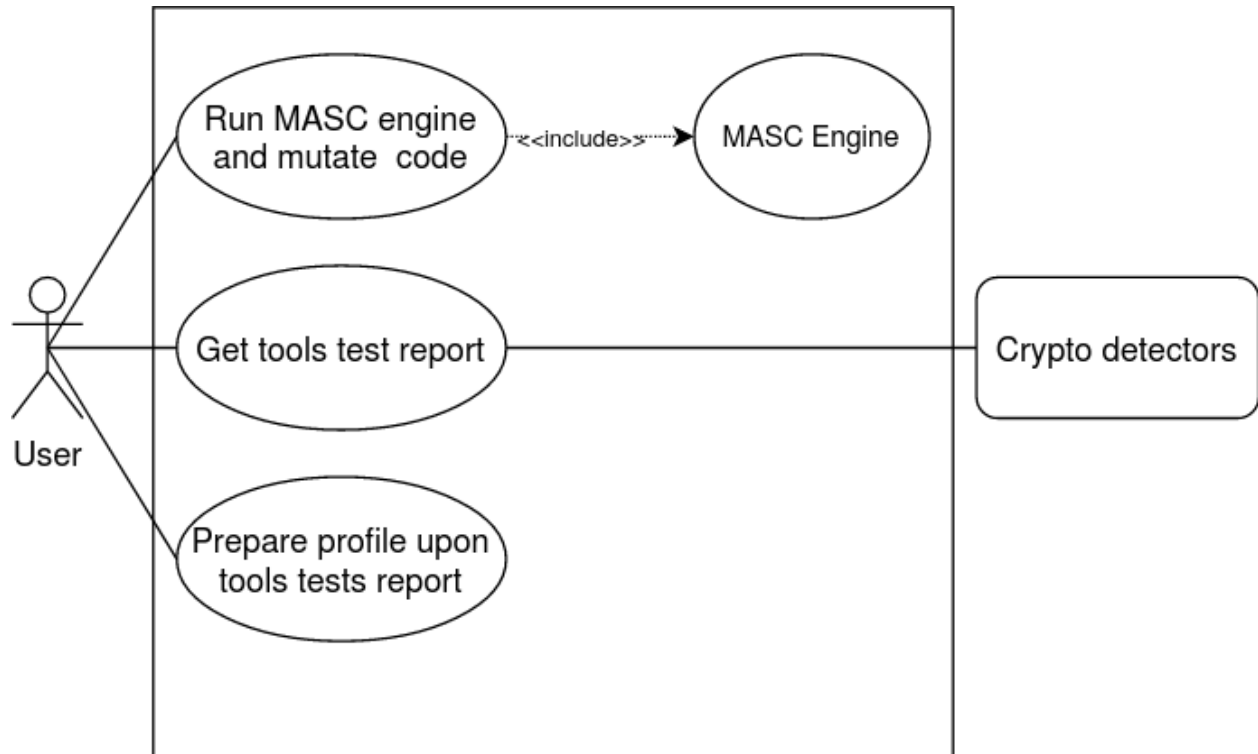 Run MASC engine
and mutate  code
<<include>>
MASC Engine
Get tools test report
Crypto detectors
User
Prepare profile upon
tools tests report